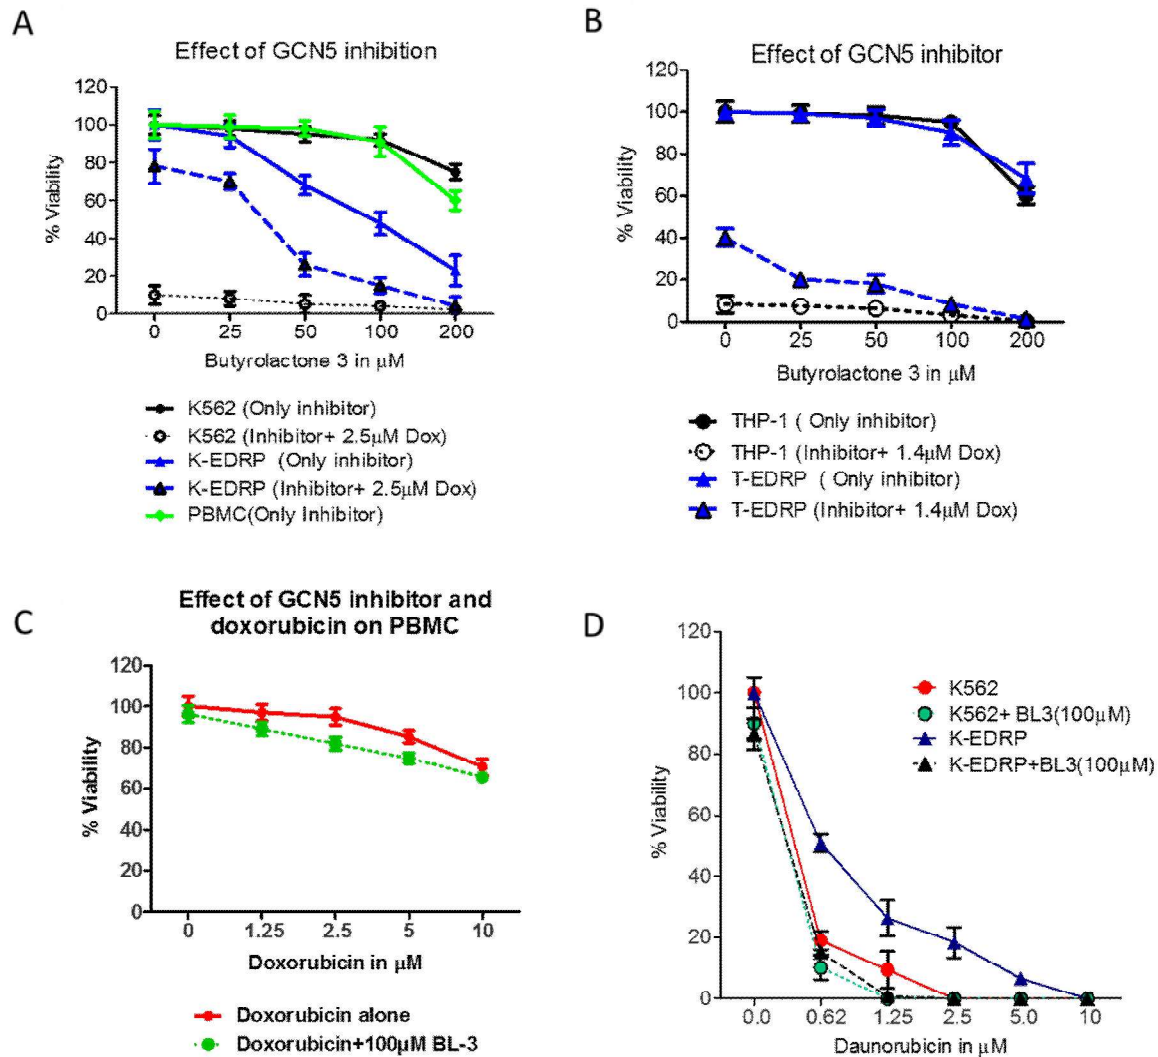 A
Effect of GCN5 inhibition
120
100
80
60
40
20
0
% Viability
0 25 50 100 200
Butyrolactone 3 in μM
K562 (Only inhibitor)
K562 (Inhibitor+ 2.5μM Dox)
K-EDRP (Only inhibitor)
K-EDRP (Inhibitor+ 2.5μM Dox)
PBMC(Only Inhibitor)
B
Effect of GCN5 inhibitor
120
100
80
60
40
20
0
% Viability
0 25 50 100 200
Butyrolactone 3 in μM
THP-1 ( Only inhibitor)
THP-1 (Inhibitor+ 1.4μM Dox)
T-EDRP ( Only inhibitor)
T-EDRP (Inhibitor+ 1.4μM Dox)
C
Effect of GCN5 inhibitor and
doxorubicin on PBMC
120
100
80
60
40
20
0
% Viability
0 1.25 2.5 5 10
Doxorubicin in μM
Doxorubicin alone
Doxorubicin+100μM BL-3
D
120
100
80
60
40
20
0
% Viability
K562
K562+ BL3(100μM)
K-EDRP
K-EDRP+BL3(100μM)
0.0 0.62 1.25 2.5 5.0 10
Daunorubicin in μM